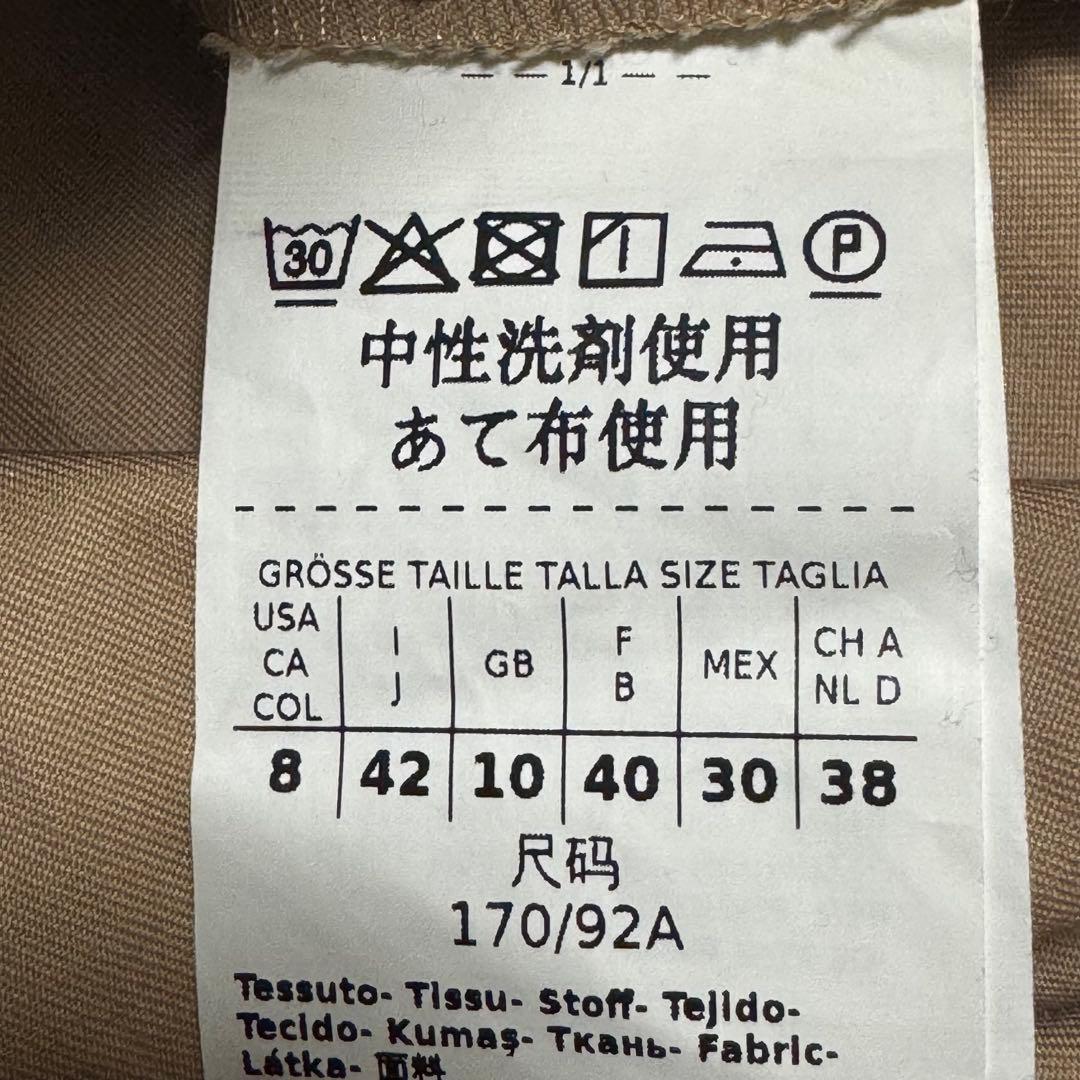 — — 1/1 — —
30 P
中性洗剤使用
あて布使用
GRÖSSE TAILLE TALLA SIZE TAGLIA
USA CA COL I J GB F B MEX CH A NL D
8 42 10 40 30 38
尺码
170/92A
Tessuto- Tissu- Stoff- Tejido-
Tecido- Kumaş- Ткань- Fabric-
Látka- 面料